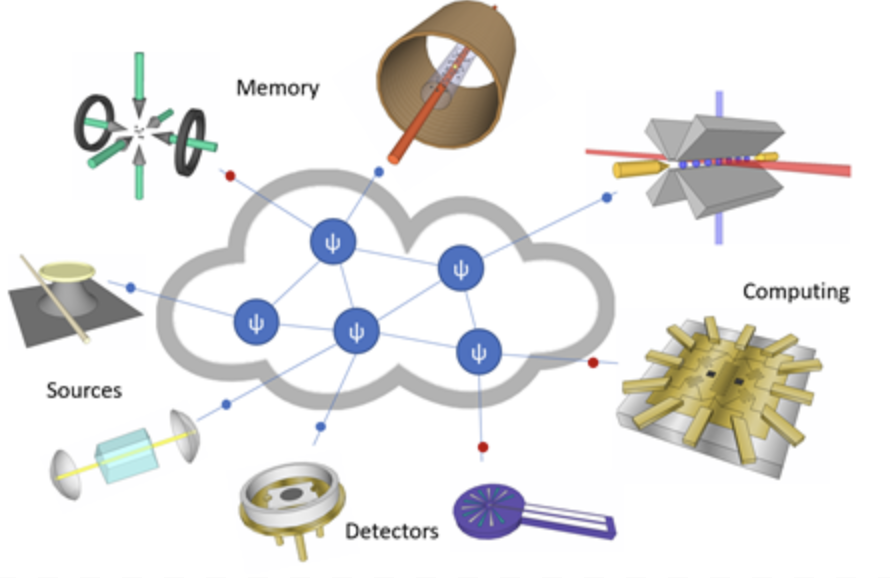 Memory
ψ
ψ
Computing
ψ
ψ
ψ
Sources
Detectors